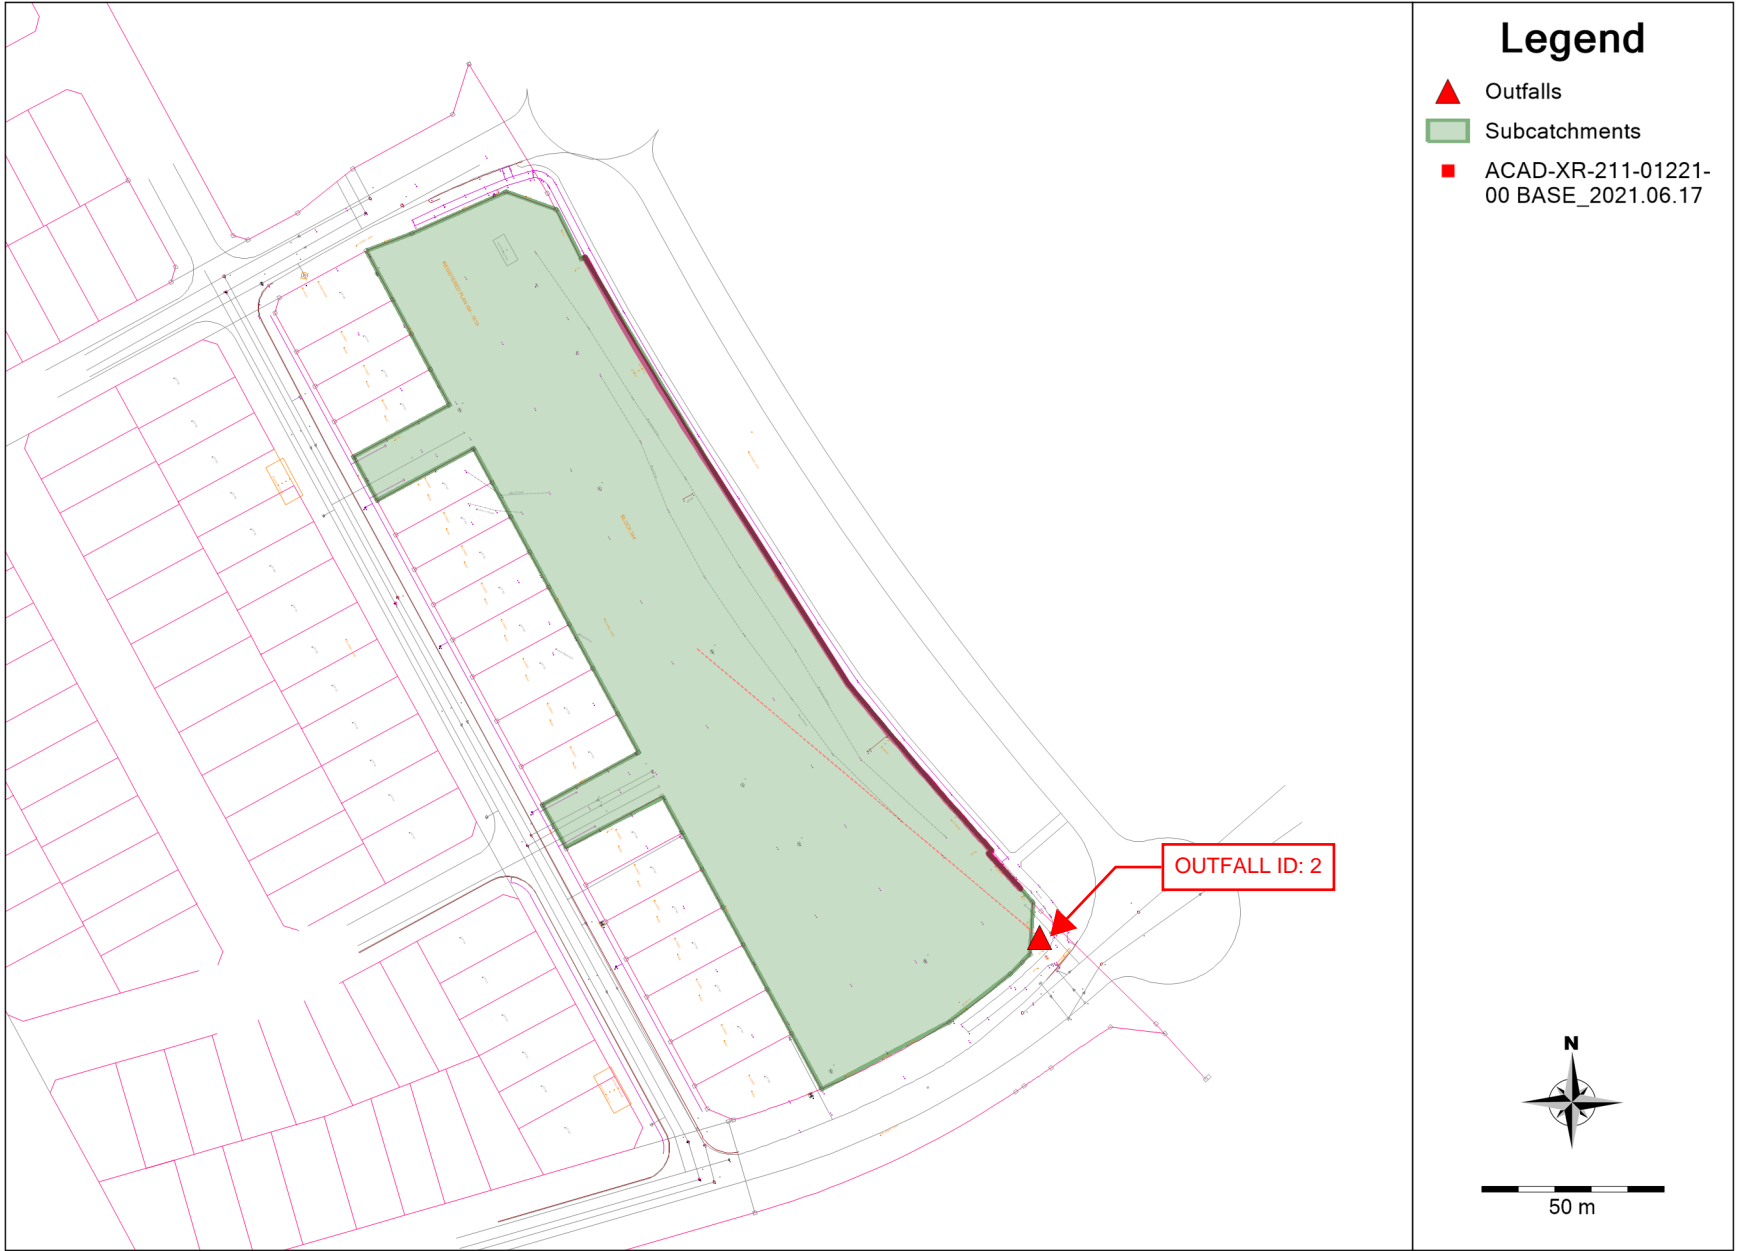 Legend
Outfalls
Subcatchments
ACAD-XR-211-01221-
00 BASE_2021.06.17
OUTFALL ID: 2
N
50 m